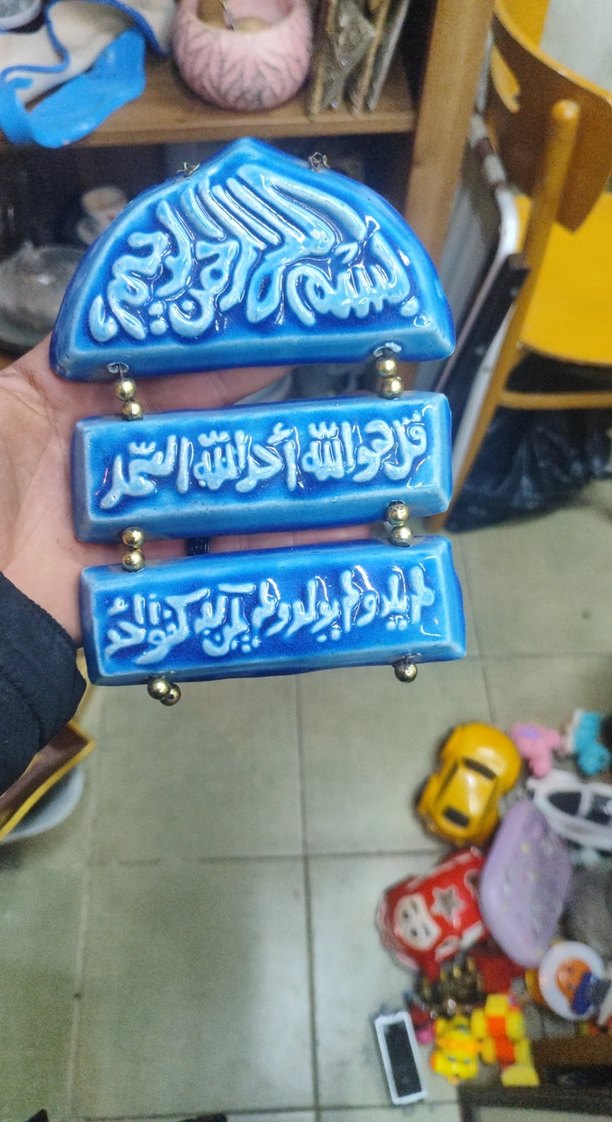 بسم الله الرحمن الرحيم
قل هو الله أحد الله الصمد
لم يلد ولم يولد ولم يكن له كفوا أحد